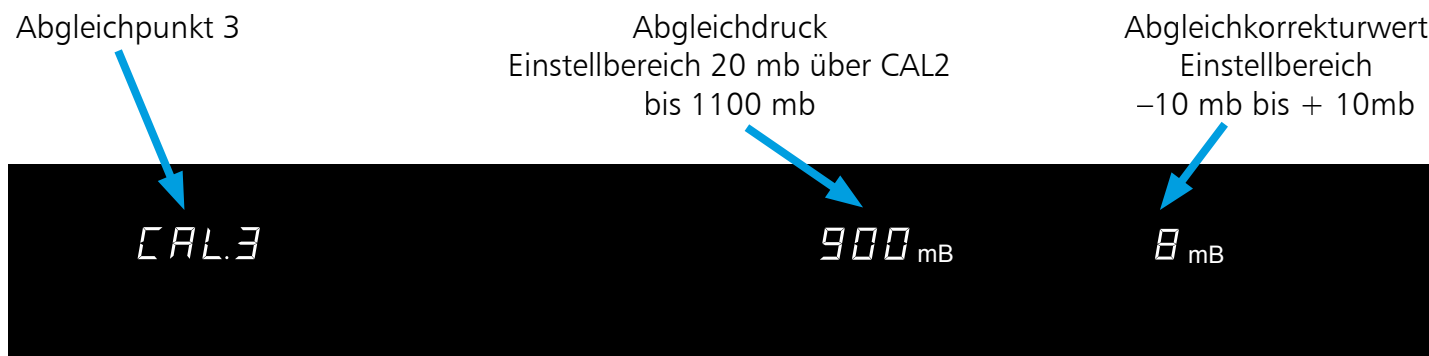 Abgleichpunkt 3
Abgleichdruck
Einstellbereich 20 mb über CAL2
bis 1100 mb
Abgleichkorrekturwert
Einstellbereich
–10 mb bis + 10mb
CAL.3 900 mB 8 mB